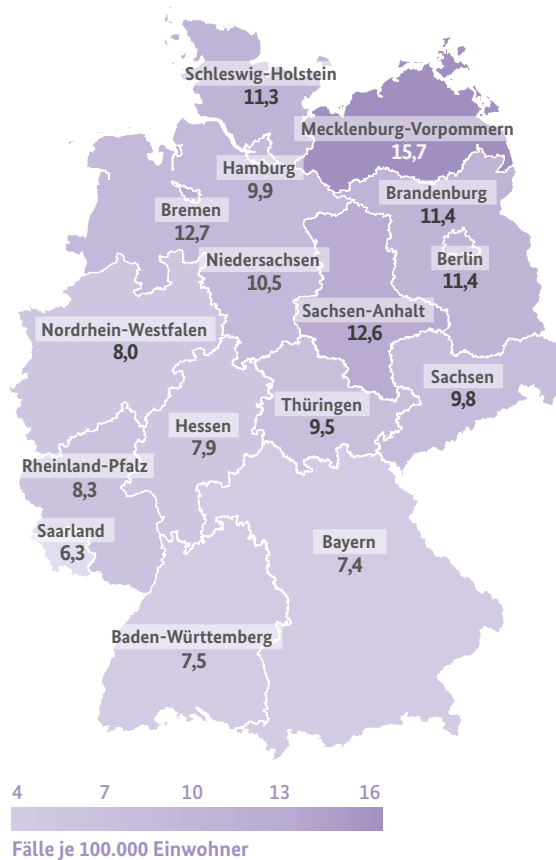 Schleswig-Holstein
11,3
Mecklenburg-Vorpommern
15,7
Hamburg
9,9
Brandenburg
11,4
Bremen
12,7
Niedersachsen
10,5
Berlin
11,4
Sachsen-Anhalt
12,6
Nordrhein-Westfalen
8,0
Sachsen
9,8
Thüringen
9,5
Hessen
7,9
Rheinland-Pfalz
8,3
Saarland
6,3
Bayern
7,4
Baden-Württemberg
7,5
4 7 10 13 16
Fälle je 100.000 Einwohner